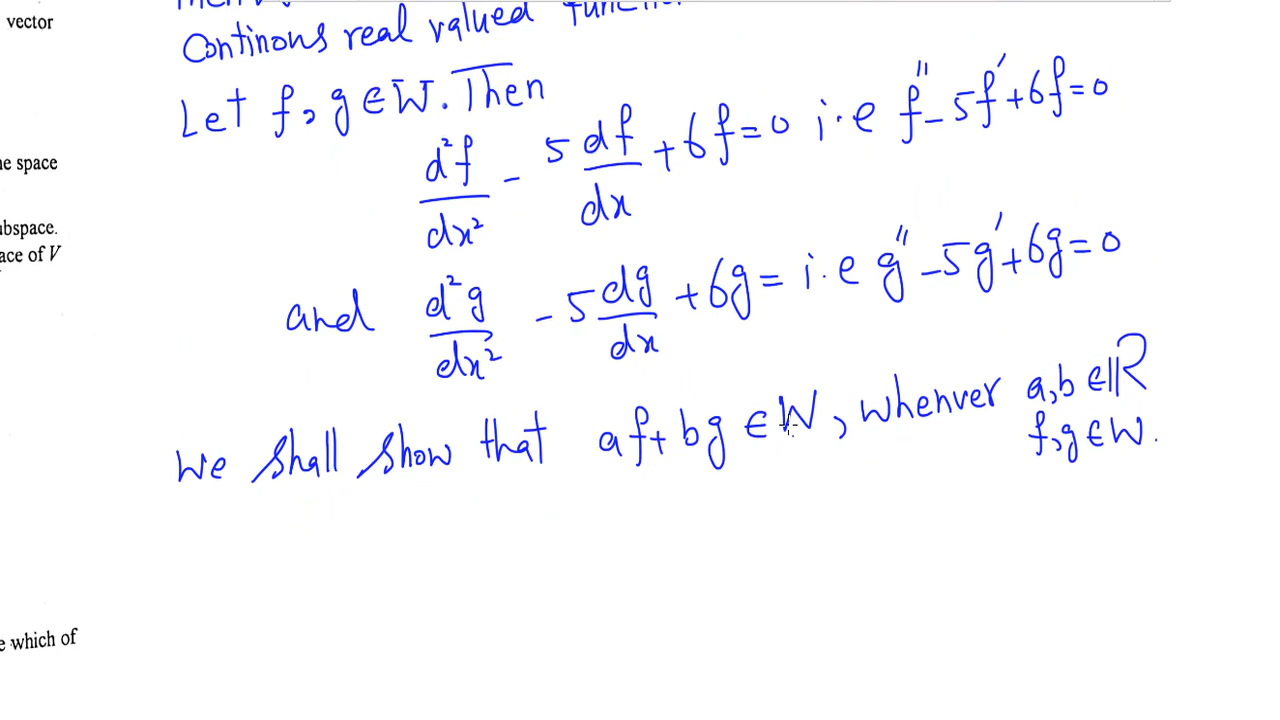 vector
Continous real valued
Let f, g ∈ W. Then
d²f/dx² - 5 df/dx + 6f = 0 i.e f'' - 5f' + 6f = 0
ne space
ubspace.
ace of V
and d²g/dx² - 5 dg/dx + 6g = i.e g'' - 5g' + 6g = 0
We shall show that af + bg ∈ W, whenver a, b ∈ ℝ
f, g ∈ W.
e which of